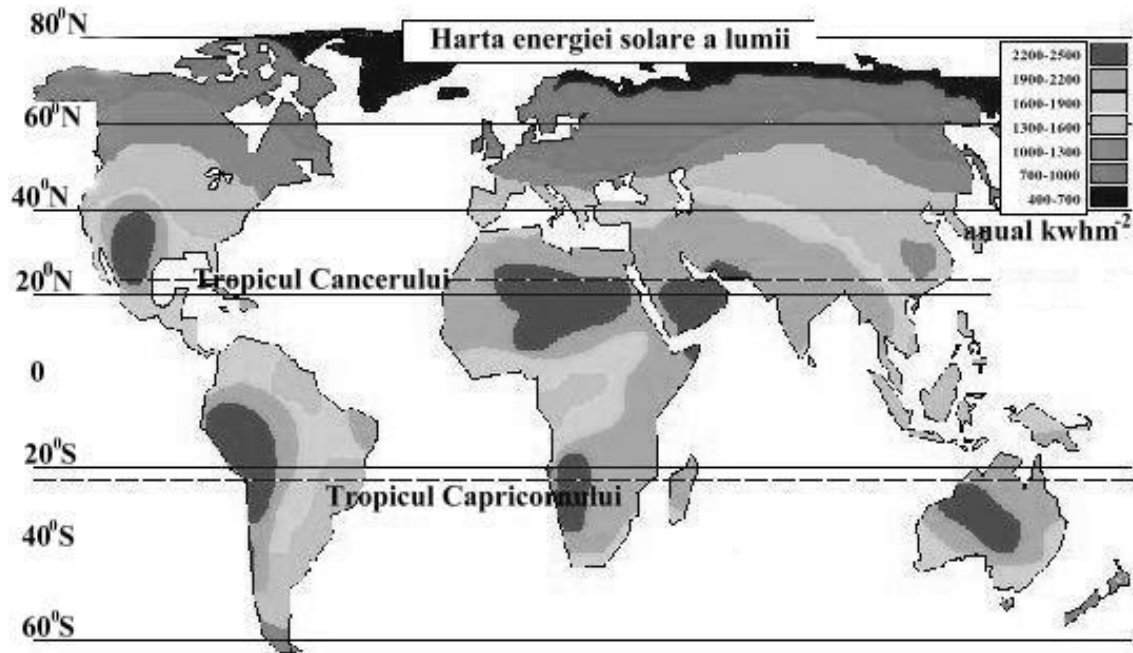 80⁰N
Harta energiei solare a lumii
2200-2500
1900-2200
1600-1900
1300-1600
1000-1300
700-1000
400-700
anual kwhm⁻²
60⁰N
40⁰N
Tropicul Cancerului
20⁰N
0
20⁰S
Tropicul Capricornului
40⁰S
60⁰S